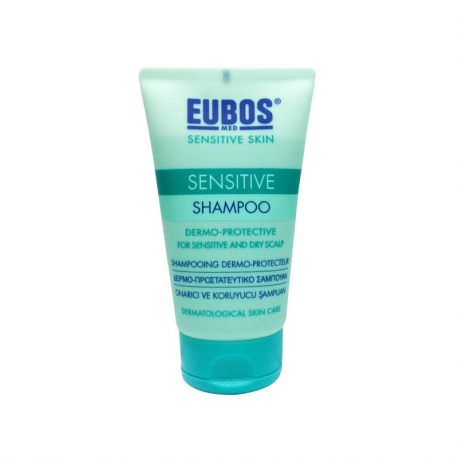 EUBOS®
MED
SENSITIVE SKIN
SENSITIVE
SHAMPOO
DERMO-PROTECTIVE
FOR SENSITIVE AND DRY SCALP
SHAMPOOING DERMO-PROTECTEUR
ΔΕΡΜΟ-ΠΡΟΣΤΑΤΕΥΤΙΚΟ ΣΑΜΠΟΥΑΝ
ONARICI VE KORUYUCU ŞAMPUAN
DERMATOLOGICAL SKIN CARE